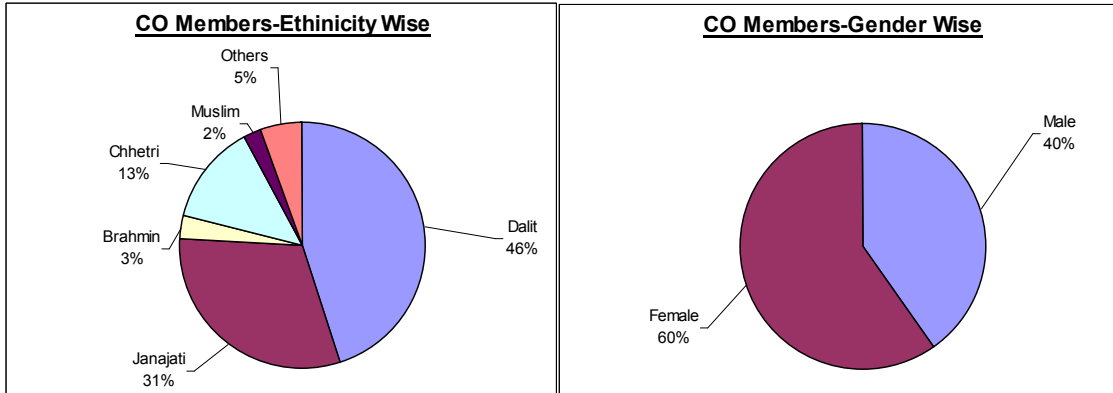 CO Members-Ethinicity Wise
Others
5%
Muslim
2%
Chhetri
13%
Brahmin
3%
Janajati
31%
Dalit
46%
CO Members-Gender Wise
Male
40%
Female
60%